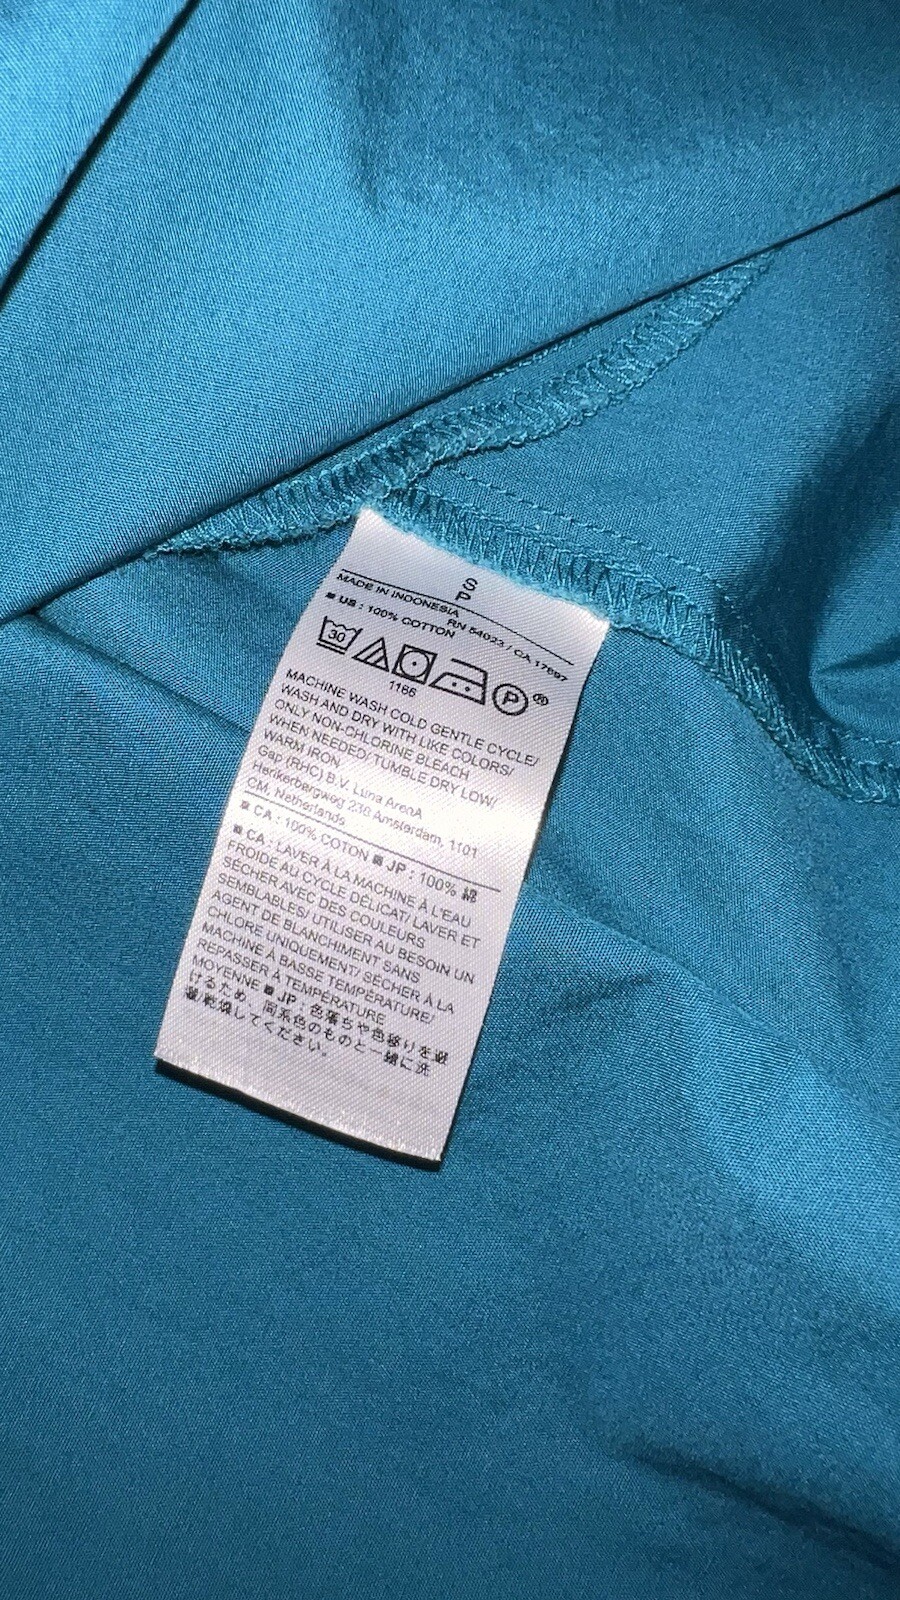 S
P
MADE IN INDONESIA
RN 54023 / CA 17897
■ US : 100% COTTON
30
P ®
1166
MACHINE WASH COLD GENTLE CYCLE/
WASH AND DRY WITH LIKE COLORS/
ONLY NON-CHLORINE BLEACH
WHEN NEEDED/ TUMBLE DRY LOW/
WARM IRON
Gap (RHC) B.V. Luna ArenA
Herikerbergweg 238 Amsterdam, 1101
CM, Netherlands
■ CA : 100% COTON ■ JP : 100% 綿
■ CA : LAVER À LA MACHINE À L'EAU
FROIDE AU CYCLE DÉLICAT/ LAVER ET
SÉCHER AVEC DES COULEURS
SEMBLABLES/ UTILISER AU BESOIN UN
AGENT DE BLANCHIMENT SANS
CHLORE UNIQUEMENT/ SÉCHER À LA
MACHINE À BASSE TEMPÉRATURE/
REPASSER À TEMPÉRATURE
MOYENNE ■ JP : 色落ちや色移りを避
けるため、同系色のものと一緒に洗
濯乾燥してください。